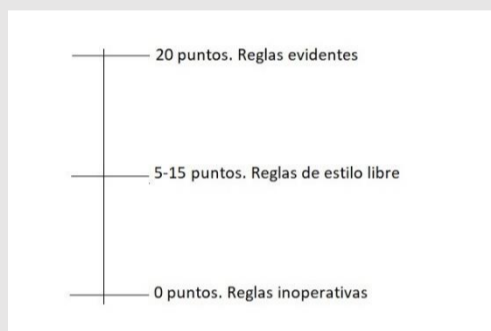 20 puntos. Reglas evidentes
5-15 puntos. Reglas de estilo libre
0 puntos. Reglas inoperativas